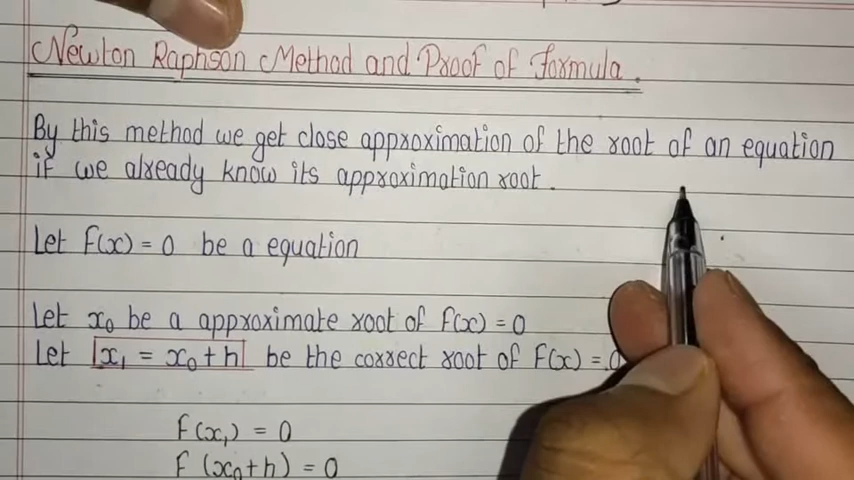 Newton Raphson Method and Proof of Formula.
By this method we get close approximation of the root of an equation
if we already know its approximation root.
Let F(x) = 0 be a equation
Let x₀ be a approximate root of F(x) = 0
Let x₁ = x₀ + h be the correct root of F(x) = 0
F(x₁) = 0
F (x₀+h) = 0